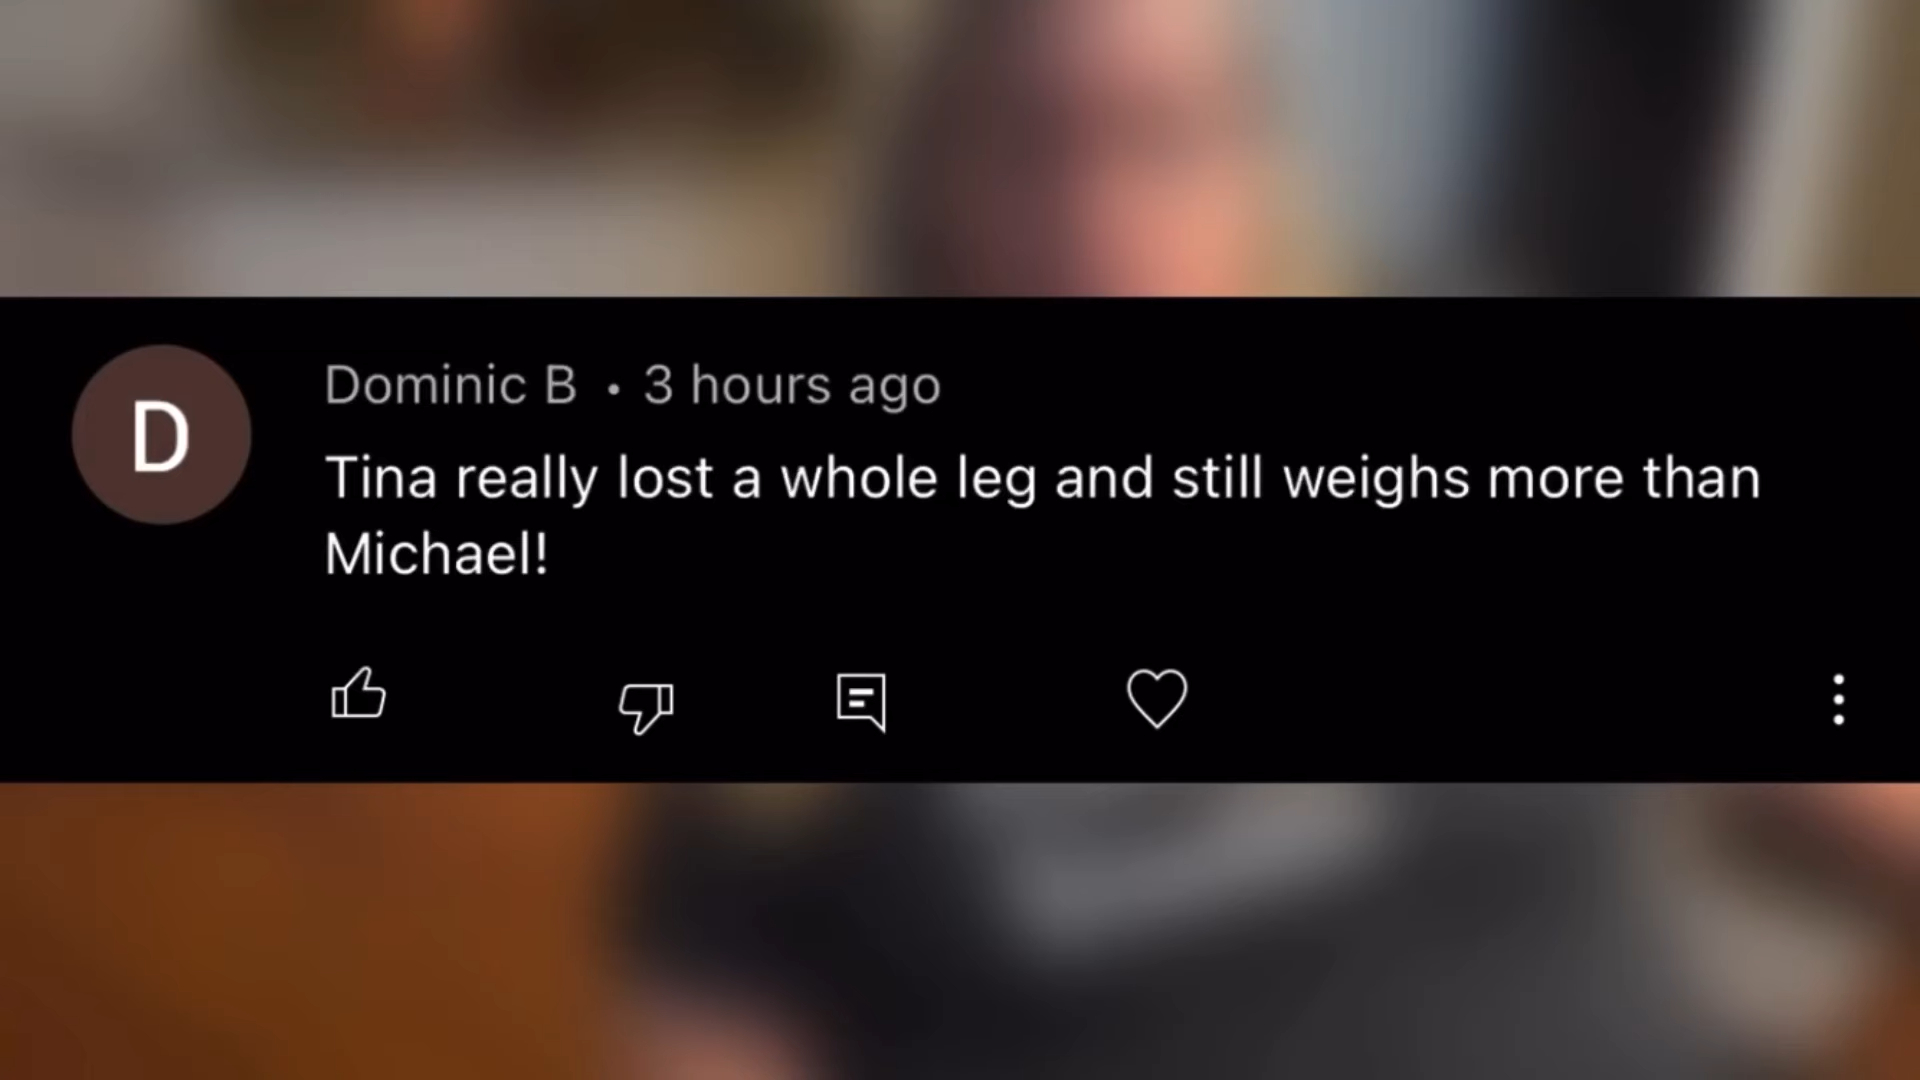 D
Dominic B • 3 hours ago
Tina really lost a whole leg and still weighs more than
Michael!